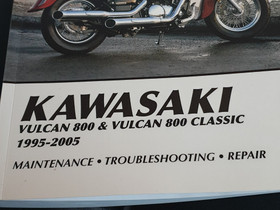 KAWASAKI
VULCAN 800 & VULCAN 800 CLASSIC
1995-2005
MAINTENANCE • TROUBLESHOOTING • REPAIR